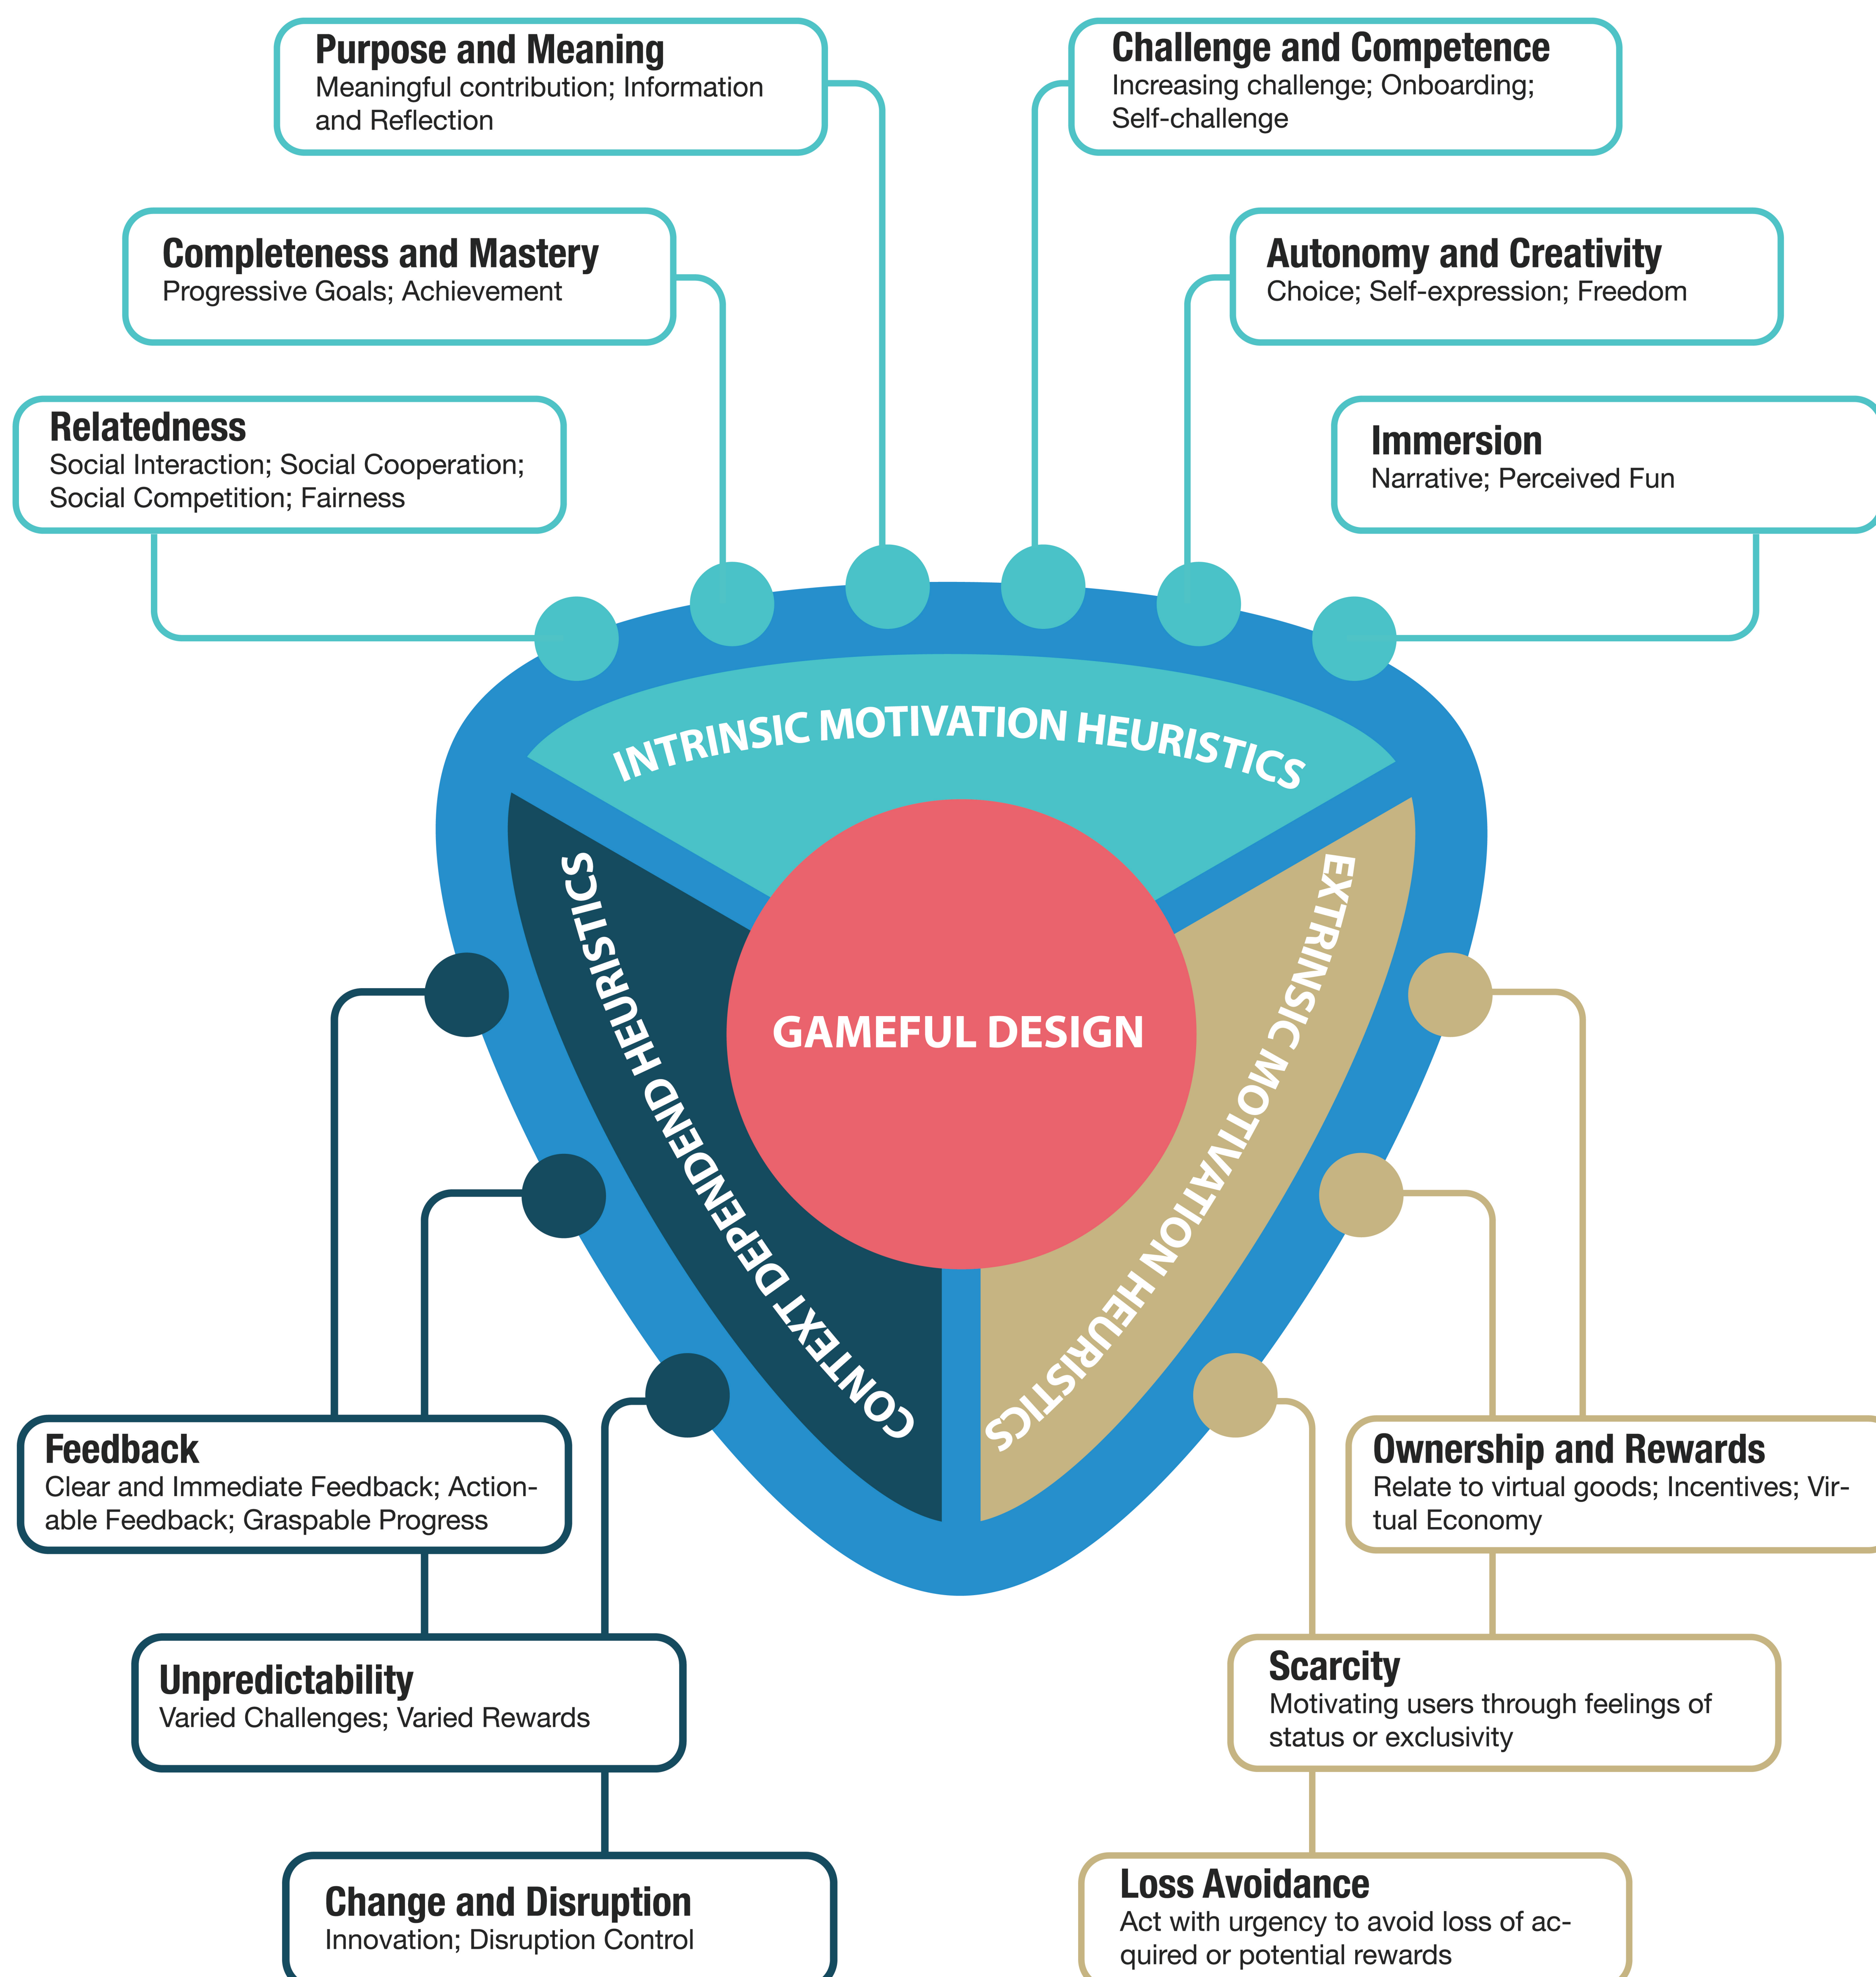 Purpose and Meaning
Meaningful contribution; Information
and Reflection
Challenge and Competence
Increasing challenge; Onboarding;
Self-challenge
Completeness and Mastery
Progressive Goals; Achievement
Autonomy and Creativity
Choice; Self-expression; Freedom
Relatedness
Social Interaction; Social Cooperation;
Social Competition; Fairness
Immersion
Narrative; Perceived Fun
INTRINSIC MOTIVATION HEURISTICS
CONTEXT DEPENDEND HEURISTICS
EXTRINSIC MOTIVATION HEURISTICS
GAMEFUL DESIGN
Feedback
Clear and Immediate Feedback; Action-
able Feedback; Graspable Progress
Ownership and Rewards
Relate to virtual goods; Incentives; Vir-
tual Economy
Unpredictability
Varied Challenges; Varied Rewards
Scarcity
Motivating users through feelings of
status or exclusivity
Change and Disruption
Innovation; Disruption Control
Loss Avoidance
Act with urgency to avoid loss of ac-
quired or potential rewards